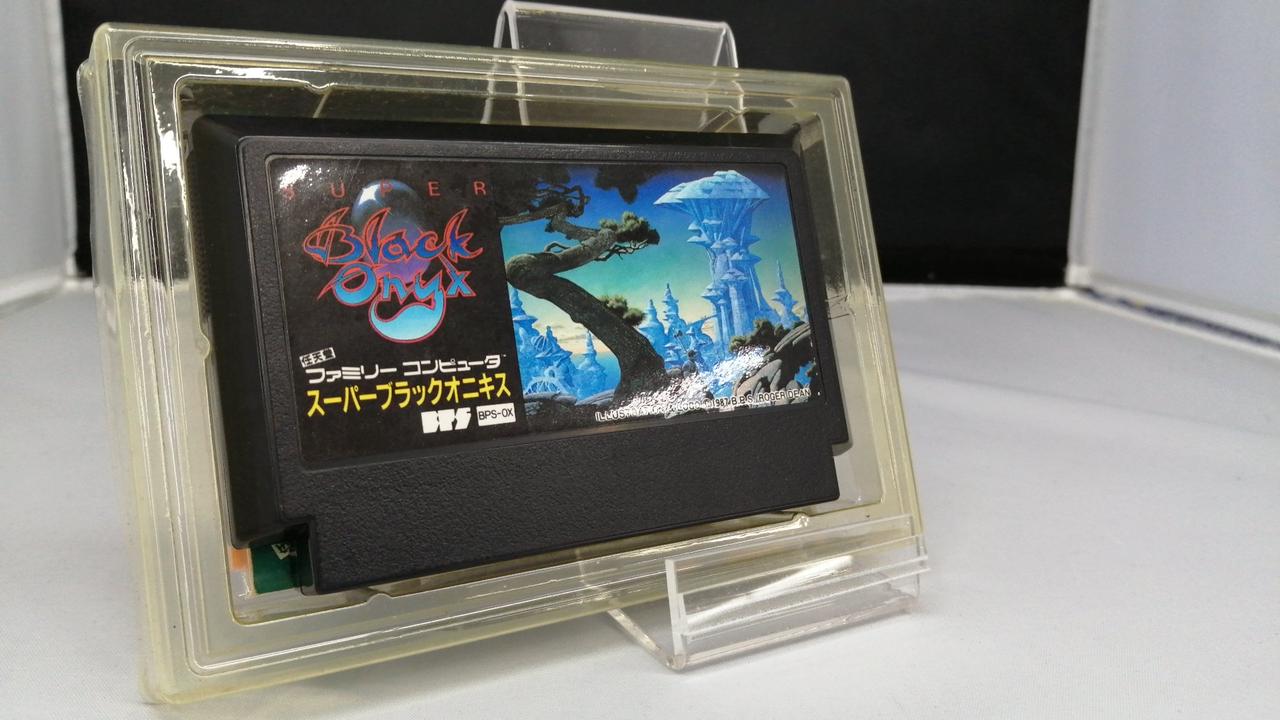 SUPER
Black
Onyx
任天堂
ファミリー コンピュータ
スーパーブラックオニキス
BPS BPS-OX
1987 B.P.S. ROGER DEAN